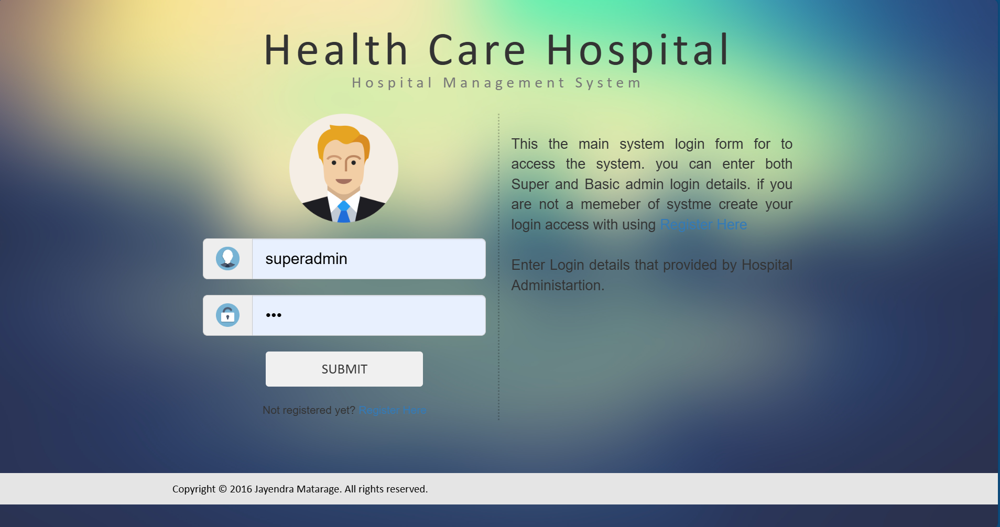 Health Care Hospital
Hospital Management System
This the main system login form for to
access the system. you can enter both
Super and Basic admin login details. if you
are not a memeber of systme create your
login access with using Register Here
Enter Login details that provided by Hospital
Administartion.
superadmin
•••
SUBMIT
Not registered yet? Register Here
Copyright © 2016 Jayendra Matarage. All rights reserved.